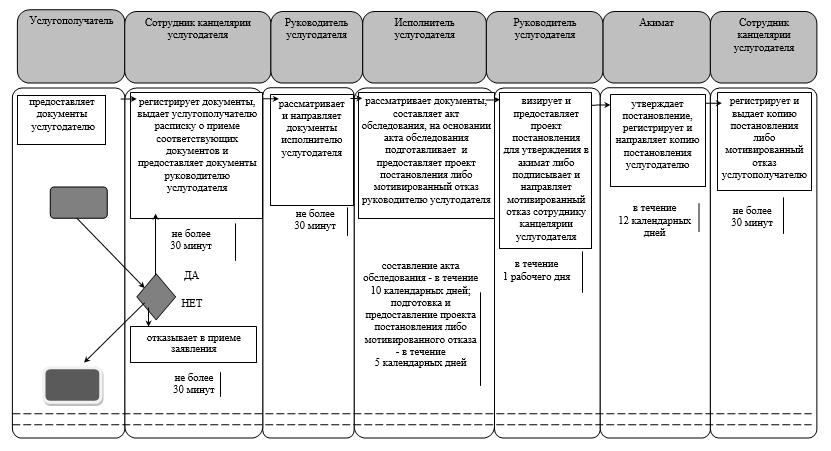 Услугополучатель
Сотрудник канцелярии
услугодателя
Руководитель
услугодателя
Исполнитель
услугодателя
Руководитель
услугодателя
Акимат
Сотрудник
канцелярии
услугодателя
предоставляет
документы
услугодателю
регистрирует документы,
выдает услугополучателю
расписку о приеме
соответствующих
документов и
предоставляет документы
руководителю
услугодателя
не более
30 минут
ДА
НЕТ
отказывает в приеме
заявления
не более
30 минут
рассматривает
и направляет
документы
исполнителю
услугодателя
не более
30 минут
рассматривает документы,
составляет акт
обследования, на основании
акта обследования
подготавливает и
предоставляет проект
постановления либо
мотивированный отказ
руководителю услугодателя
составление акта
обследования - в течение
10 календарных дней;
подготовка и
предоставление проекта
постановления либо
мотивированного отказа
- в течение
5 календарных дней
визирует и
предоставляет
проект
постановления
для утверждения в
акимат либо
подписывает и
направляет
мотивированный
отказ сотруднику
канцелярии
услугодателя
в течение
1 рабочего дня
утверждает
постановление,
регистрирует и
направляет копию
постановления
услугодателю
в течение
12 календарных
дней
регистрирует и
выдает копию
постановления
либо
мотивированный
отказ
услугополучателю
не более
30 минут